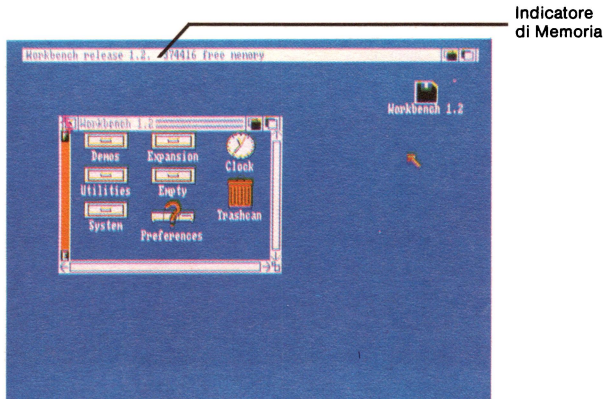 Indicatore
di Memoria
Workbench release 1.2. 374416 free memory
Workbench 1.2
Workbench 1.2
Demos
Expansion
Clock
Utilities
Empty
Trashcan
System
Preferences